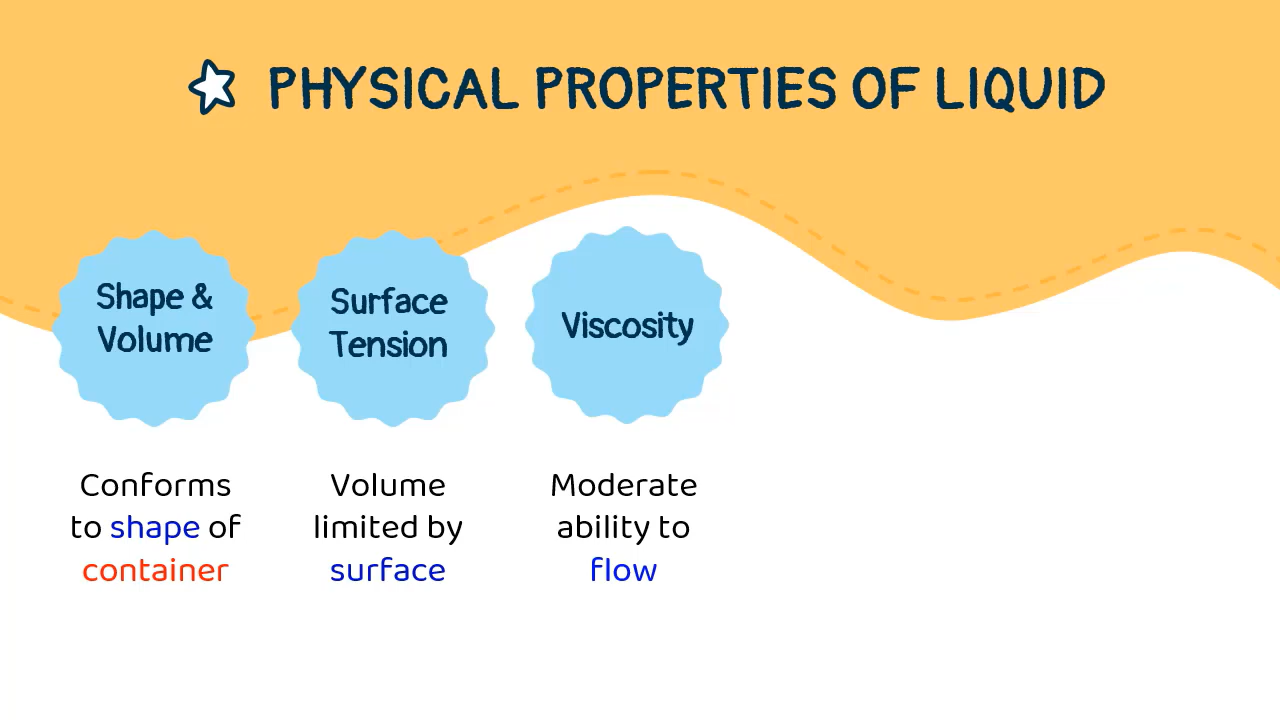 PHYSICAL PROPERTIES OF LIQUID
Shape &
Volume
Surface
Tension
Viscosity
Conforms
to shape of
container
Volume
limited by
surface
Moderate
ability to
flow